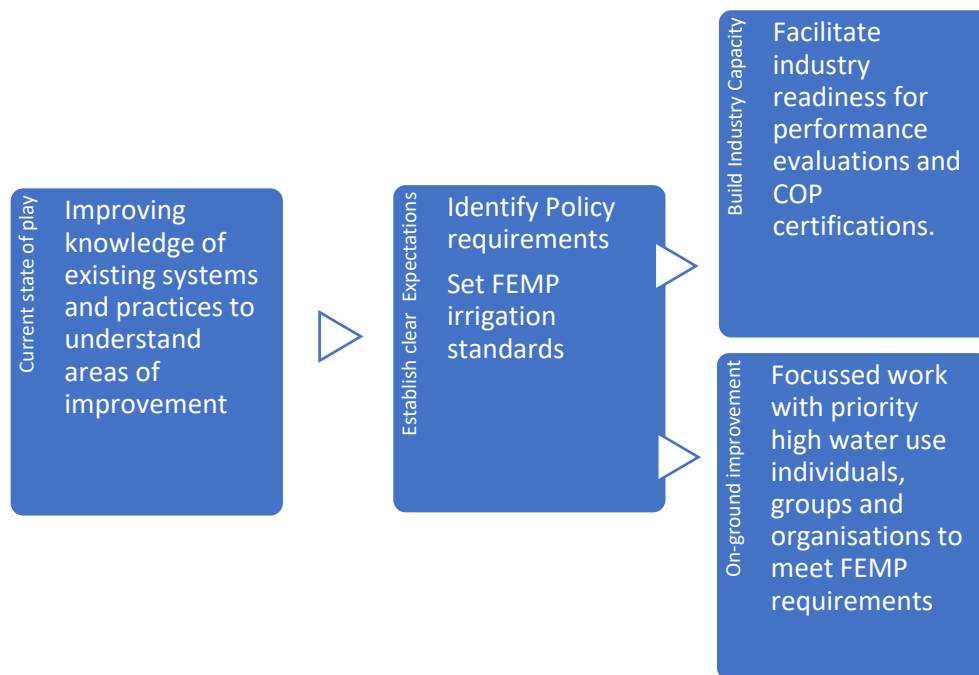 Current state of play
Improving
knowledge of
existing systems
and practices to
understand
areas of
improvement
Establish clear Expectations
Identify Policy
requirements
Set FEMP
irrigation
standards
Build Industry Capacity
Facilitate
industry
readiness for
performance
evaluations and
COP
certifications.
On-ground improvement
Focussed work
with priority
high water use
individuals,
groups and
organisations to
meet FEMP
requirements